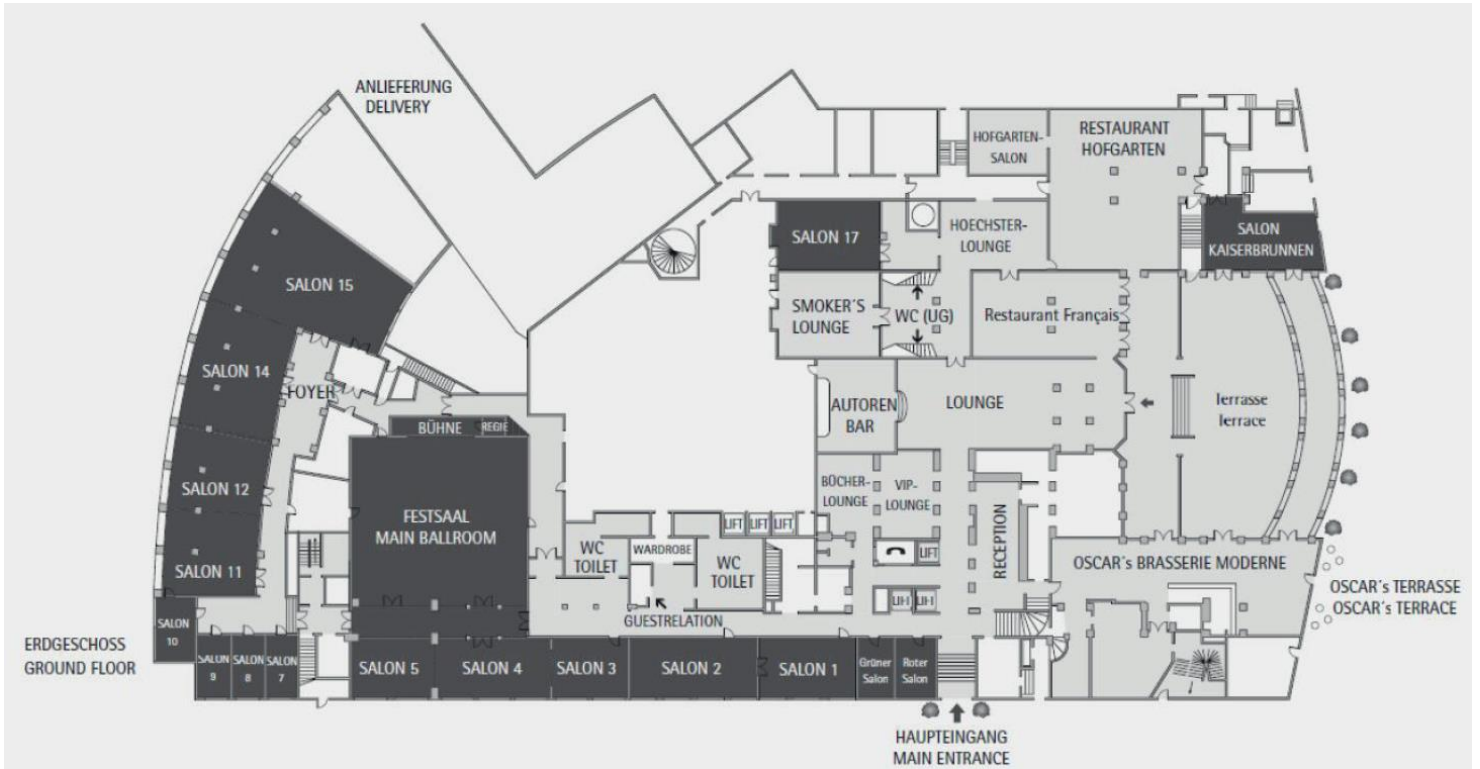 ANLIEFERUNG
DELIVERY
HOFGARTEN-
SALON
RESTAURANT
HOFGARTEN
SALON 17
HOECHSTER-
LOUNGE
SALON
KAISERBRUNNEN
SALON 15
SMOKER'S
LOUNGE
WC (UG)
Restaurant Français
SALON 14
FOYER
AUTOREN
BAR
LOUNGE
Terrasse
Terrace
BÜHNE
REGIE
SALON 12
BÜCHER-
LOUNGE
VIP-
LOUNGE
FESTSAAL
MAIN BALLROOM
LIFT
LIFT
LIFT
RECEPTION
WC
TOILET
WARDROBE
WC
TOILET
LIFT
SALON 11
OSCAR's BRASSERIE MODERNE
OSCAR's TERRASSE
OSCAR's TERRACE
LIFT
LIFT
SALON
10
GUESTRELATION
ERDGESCHOSS
GROUND FLOOR
SALON
9
SALON
8
SALON
7
SALON 5
SALON 4
SALON 3
SALON 2
SALON 1
Grüner
Salon
Roter
Salon
HAUPTEINGANG
MAIN ENTRANCE